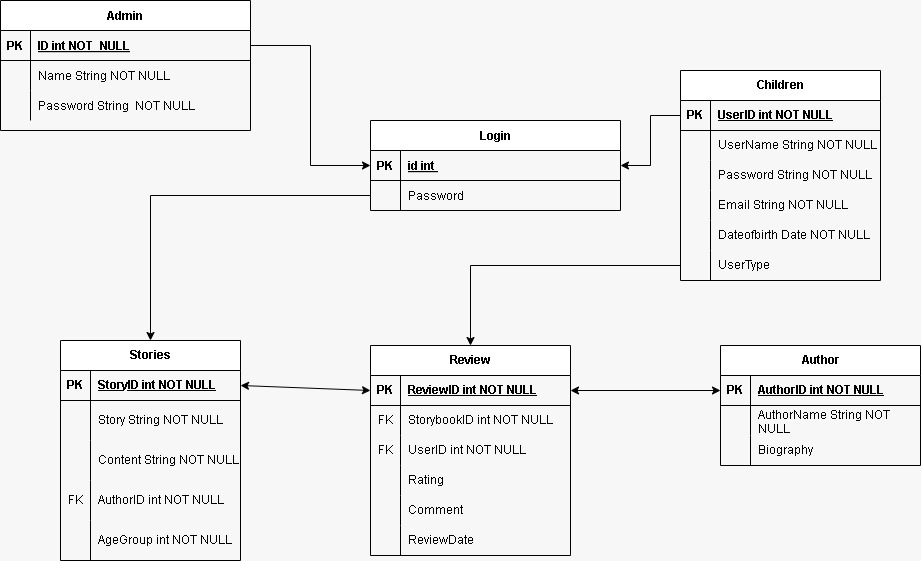 Admin
PK ID int NOT NULL
Name String NOT NULL
Password String NOT NULL
Login
PK id int
Password
Children
PK UserID int NOT NULL
UserName String NOT NULL
Password String NOT NULL
Email String NOT NULL
Dateofbirth Date NOT NULL
UserType
Stories
PK StoryID int NOT NULL
Story String NOT NULL
Content String NOT NULL
FK AuthorID int NOT NULL
AgeGroup int NOT NULL
Review
PK ReviewID int NOT NULL
FK StorybookID int NOT NULL
FK UserID int NOT NULL
Rating
Comment
ReviewDate
Author
PK AuthorID int NOT NULL
AuthorName String NOT
NULL
Biography